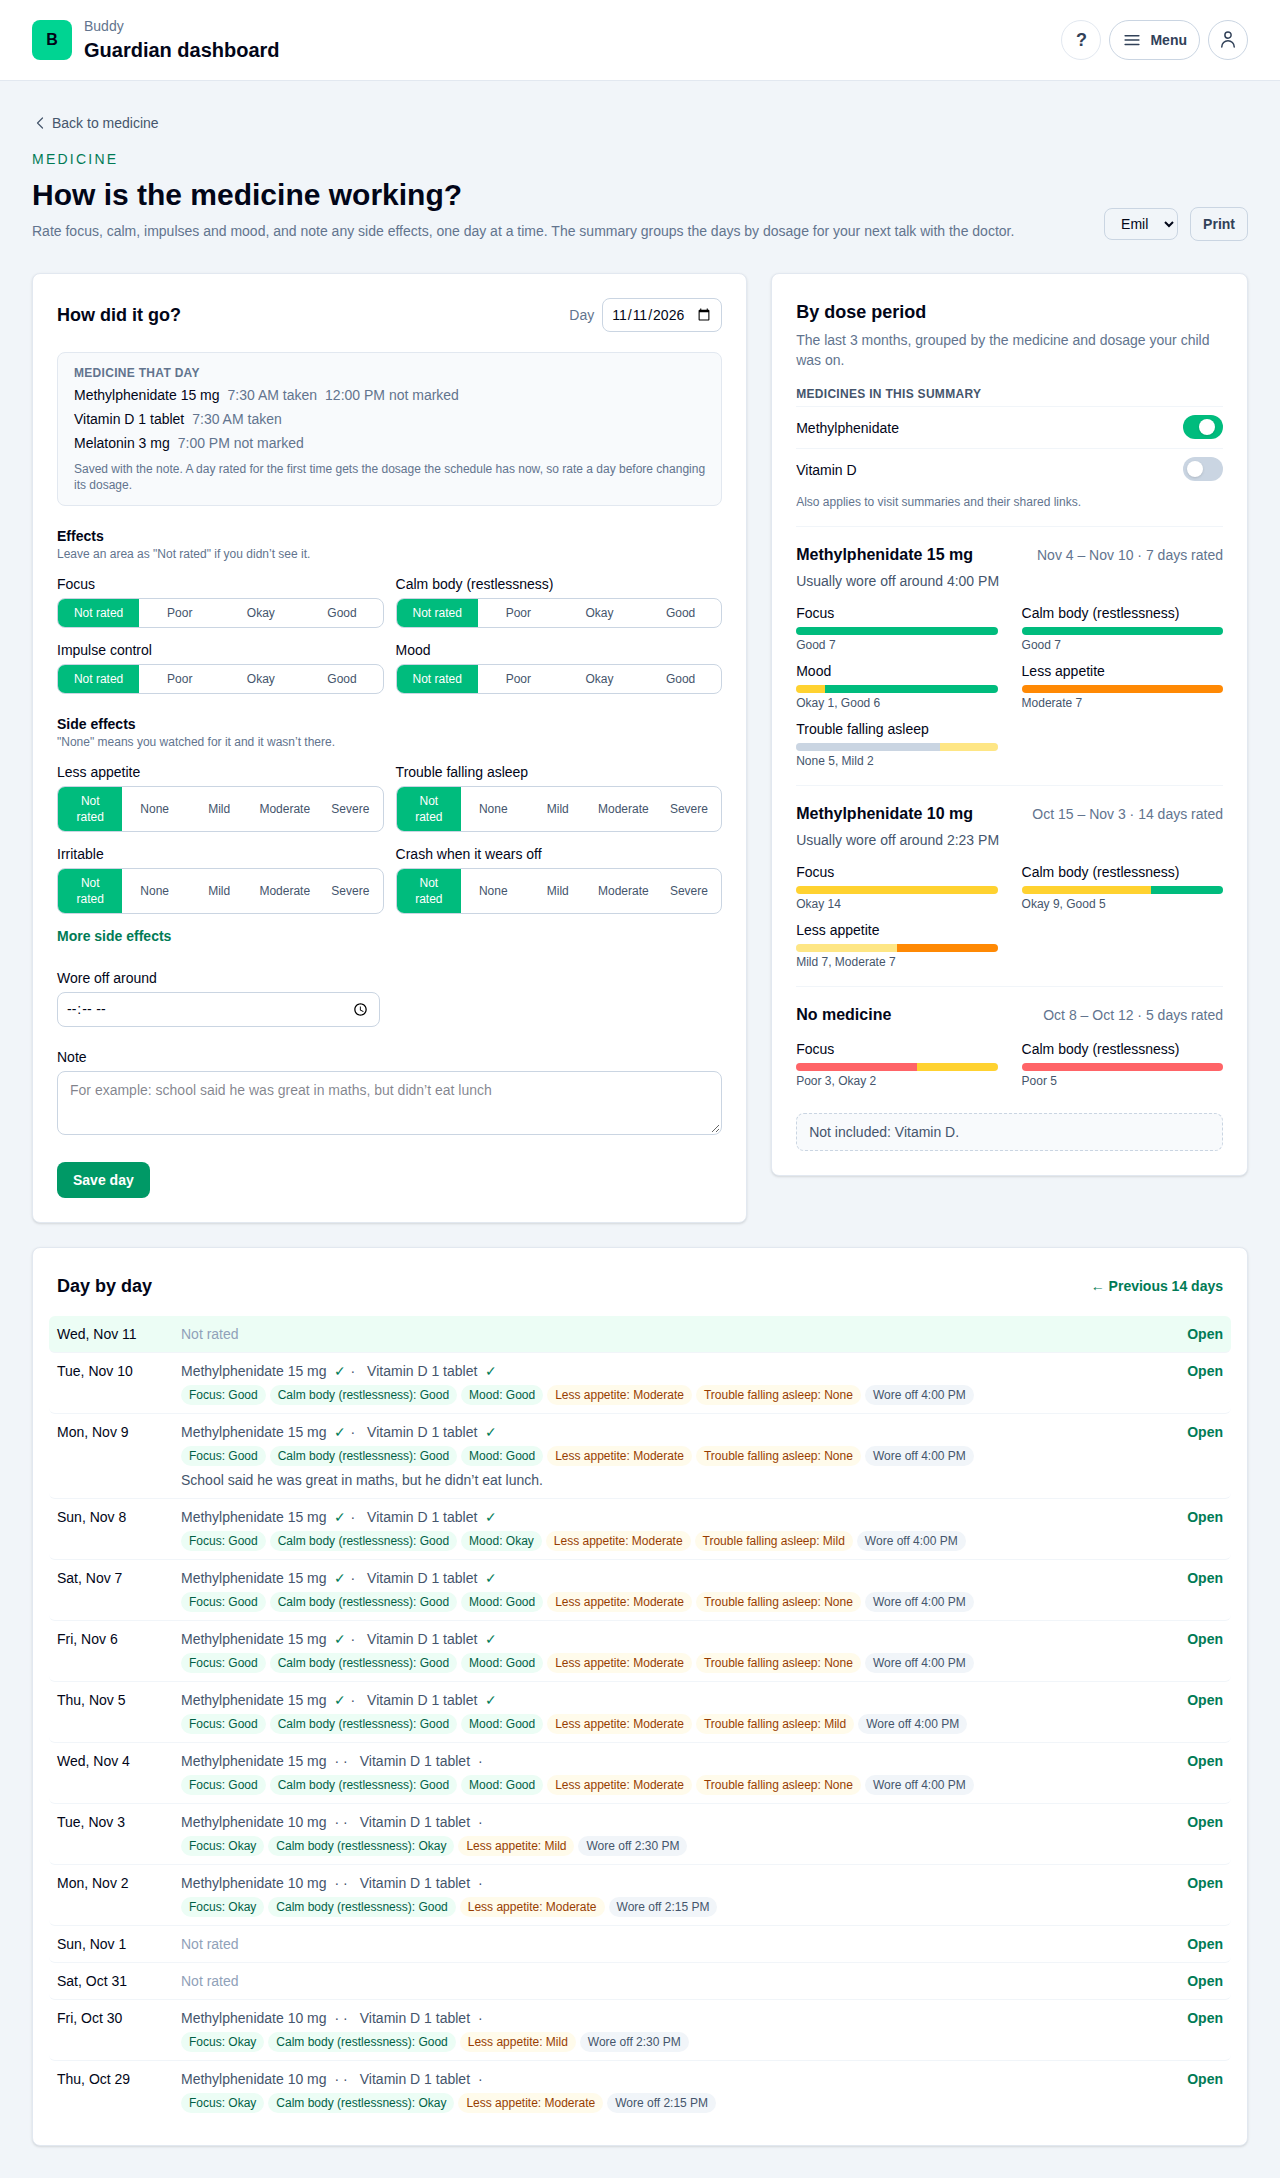 B
Buddy
Guardian dashboard
?
Menu
Back to medicine
MEDICINE
How is the medicine working?
Rate focus, calm, impulses and mood, and note any side effects, one day at a time. The summary groups the days by dosage for your next talk with the doctor.
Emil
Print
How did it go?
Day
11/11/2026
MEDICINE THAT DAY
Methylphenidate 15 mg 7:30 AM taken 12:00 PM not marked
Vitamin D 1 tablet 7:30 AM taken
Melatonin 3 mg 7:00 PM not marked
Saved with the note. A day rated for the first time gets the dosage the schedule has now, so rate a day before changing
its dosage.
Effects
Leave an area as "Not rated" if you didn’t see it.
Focus
Not rated Poor Okay Good
Calm body (restlessness)
Not rated Poor Okay Good
Impulse control
Not rated Poor Okay Good
Mood
Not rated Poor Okay Good
Side effects
"None" means you watched for it and it wasn’t there.
Less appetite
Not rated None Mild Moderate Severe
Trouble falling asleep
Not rated None Mild Moderate Severe
Irritable
Not rated None Mild Moderate Severe
Crash when it wears off
Not rated None Mild Moderate Severe
More side effects
Wore off around
--:-- --
Note
For example: school said he was great in maths, but didn’t eat lunch
Save day
By dose period
The last 3 months, grouped by the medicine and dosage your child
was on.
MEDICINES IN THIS SUMMARY
Methylphenidate
Vitamin D
Also applies to visit summaries and their shared links.
Methylphenidate 15 mg
Nov 4 – Nov 10 · 7 days rated
Usually wore off around 4:00 PM
Focus
Good 7
Calm body (restlessness)
Good 7
Mood
Okay 1, Good 6
Less appetite
Moderate 7
Trouble falling asleep
None 5, Mild 2
Methylphenidate 10 mg
Oct 15 – Nov 3 · 14 days rated
Usually wore off around 2:23 PM
Focus
Okay 14
Calm body (restlessness)
Okay 9, Good 5
Less appetite
Mild 7, Moderate 7
No medicine
Oct 8 – Oct 12 · 5 days rated
Focus
Poor 3, Okay 2
Calm body (restlessness)
Poor 5
Not included: Vitamin D.
Day by day
← Previous 14 days
Wed, Nov 11 Not rated Open
Tue, Nov 10 Methylphenidate 15 mg ✓ · Vitamin D 1 tablet ✓ Open
Focus: Good Calm body (restlessness): Good Mood: Good Less appetite: Moderate Trouble falling asleep: None Wore off 4:00 PM
Mon, Nov 9 Methylphenidate 15 mg ✓ · Vitamin D 1 tablet ✓ Open
Focus: Good Calm body (restlessness): Good Mood: Good Less appetite: Moderate Trouble falling asleep: None Wore off 4:00 PM
School said he was great in maths, but he didn’t eat lunch.
Sun, Nov 8 Methylphenidate 15 mg ✓ · Vitamin D 1 tablet ✓ Open
Focus: Good Calm body (restlessness): Good Mood: Okay Less appetite: Moderate Trouble falling asleep: Mild Wore off 4:00 PM
Sat, Nov 7 Methylphenidate 15 mg ✓ · Vitamin D 1 tablet ✓ Open
Focus: Good Calm body (restlessness): Good Mood: Good Less appetite: Moderate Trouble falling asleep: None Wore off 4:00 PM
Fri, Nov 6 Methylphenidate 15 mg ✓ · Vitamin D 1 tablet ✓ Open
Focus: Good Calm body (restlessness): Good Mood: Good Less appetite: Moderate Trouble falling asleep: None Wore off 4:00 PM
Thu, Nov 5 Methylphenidate 15 mg ✓ · Vitamin D 1 tablet ✓ Open
Focus: Good Calm body (restlessness): Good Mood: Good Less appetite: Moderate Trouble falling asleep: Mild Wore off 4:00 PM
Wed, Nov 4 Methylphenidate 15 mg · · Vitamin D 1 tablet · Open
Focus: Good Calm body (restlessness): Good Mood: Good Less appetite: Moderate Trouble falling asleep: None Wore off 4:00 PM
Tue, Nov 3 Methylphenidate 10 mg · · Vitamin D 1 tablet · Open
Focus: Okay Calm body (restlessness): Okay Less appetite: Mild Wore off 2:30 PM
Mon, Nov 2 Methylphenidate 10 mg · · Vitamin D 1 tablet · Open
Focus: Okay Calm body (restlessness): Good Less appetite: Moderate Wore off 2:15 PM
Sun, Nov 1 Not rated Open
Sat, Oct 31 Not rated Open
Fri, Oct 30 Methylphenidate 10 mg · · Vitamin D 1 tablet · Open
Focus: Okay Calm body (restlessness): Good Less appetite: Mild Wore off 2:30 PM
Thu, Oct 29 Methylphenidate 10 mg · · Vitamin D 1 tablet · Open
Focus: Okay Calm body (restlessness): Okay Less appetite: Moderate Wore off 2:15 PM